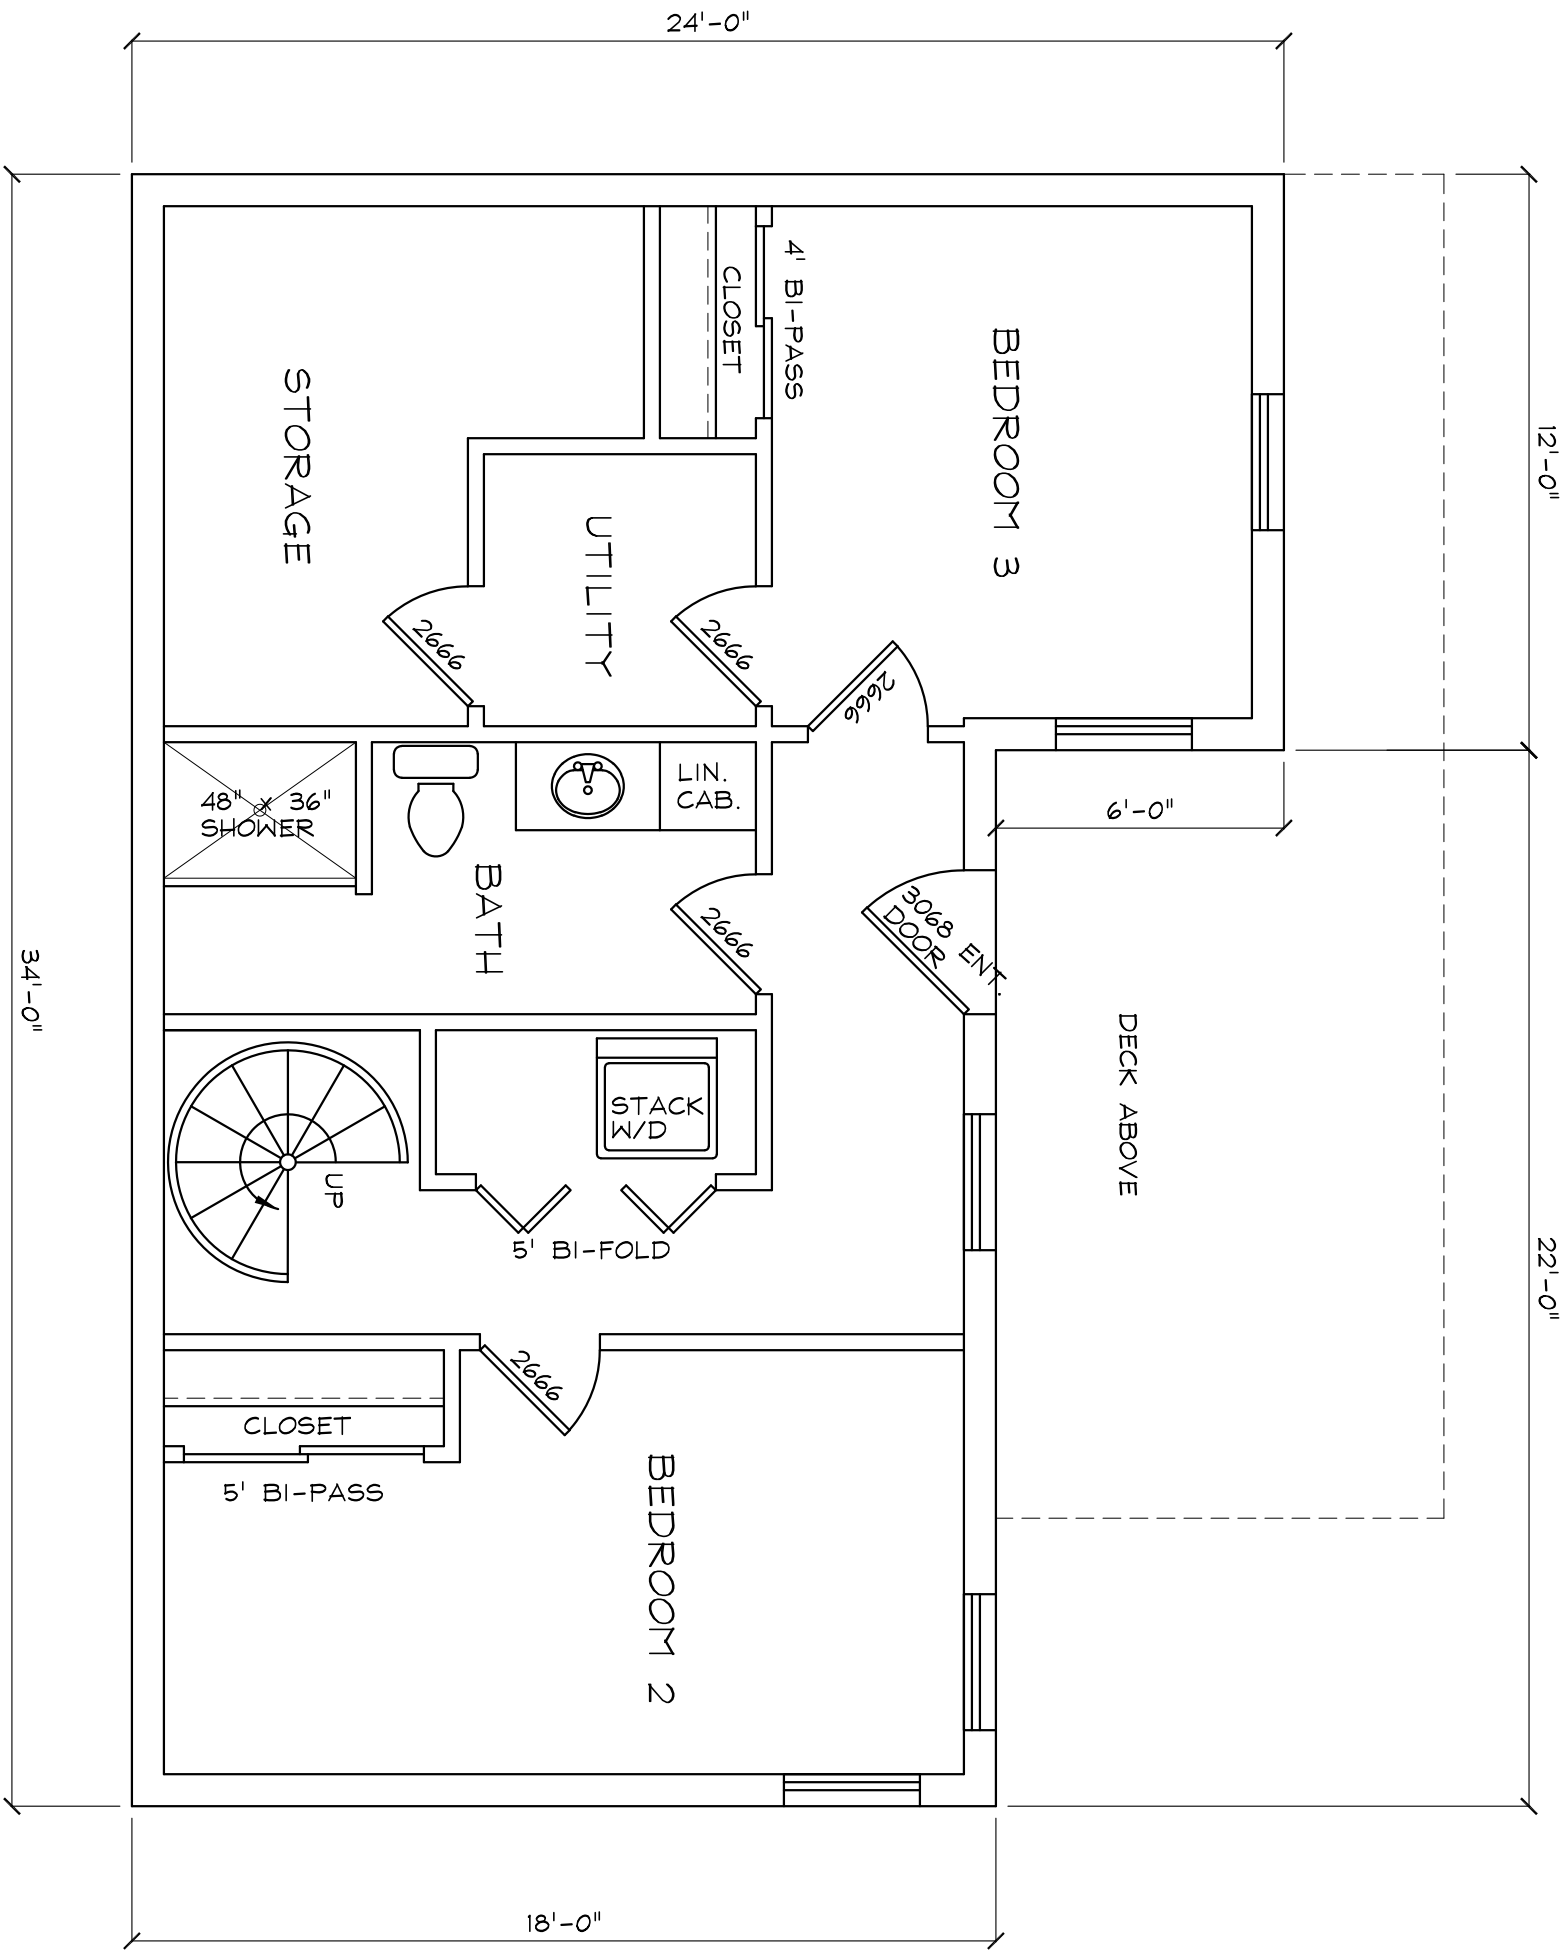 24'-0"
12'-0"
4' BI-PASS
CLOSET
BEDROOM 3
STORAGE
UTILITY
2666
2666
2666
LIN.
CAB.
48" x 36"
SHOWER
6'-0"
BATH
2666
3068 ENT.
DOOR
34'-0"
DECK ABOVE
STACK
W/D
UP
5' BI-FOLD
22'-0"
2666
CLOSET
5' BI-PASS
BEDROOM 2
18'-0"